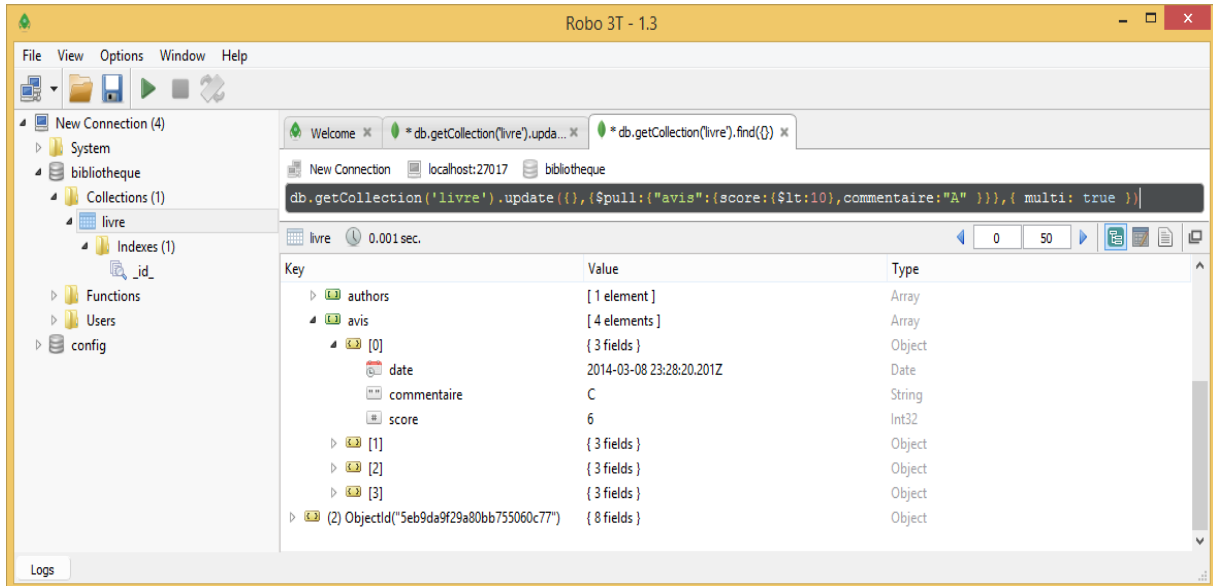 Robo 3T - 1.3
File View Options Window Help
New Connection (4)
System
bibliotheque
Collections (1)
livre
Indexes (1)
_id_
Functions
Users
config
Welcome * db.getCollection('livre').upda... * db.getCollection('livre').find({})
New Connection localhost:27017 bibliotheque
db.getCollection('livre').update({},{$pull:{"avis":{score:{$lt:10},commentaire:"A" }}},{ multi: true })
livre 0.001 sec. 0 50
Key Value Type
authors [ 1 element ] Array
avis [ 4 elements ] Array
[0] { 3 fields } Object
date 2014-03-08 23:28:20.201Z Date
commentaire C String
score 6 Int32
[1] { 3 fields } Object
[2] { 3 fields } Object
[3] { 3 fields } Object
(2) ObjectId("5eb9da9f29a80bb755060c77") { 8 fields } Object
Logs